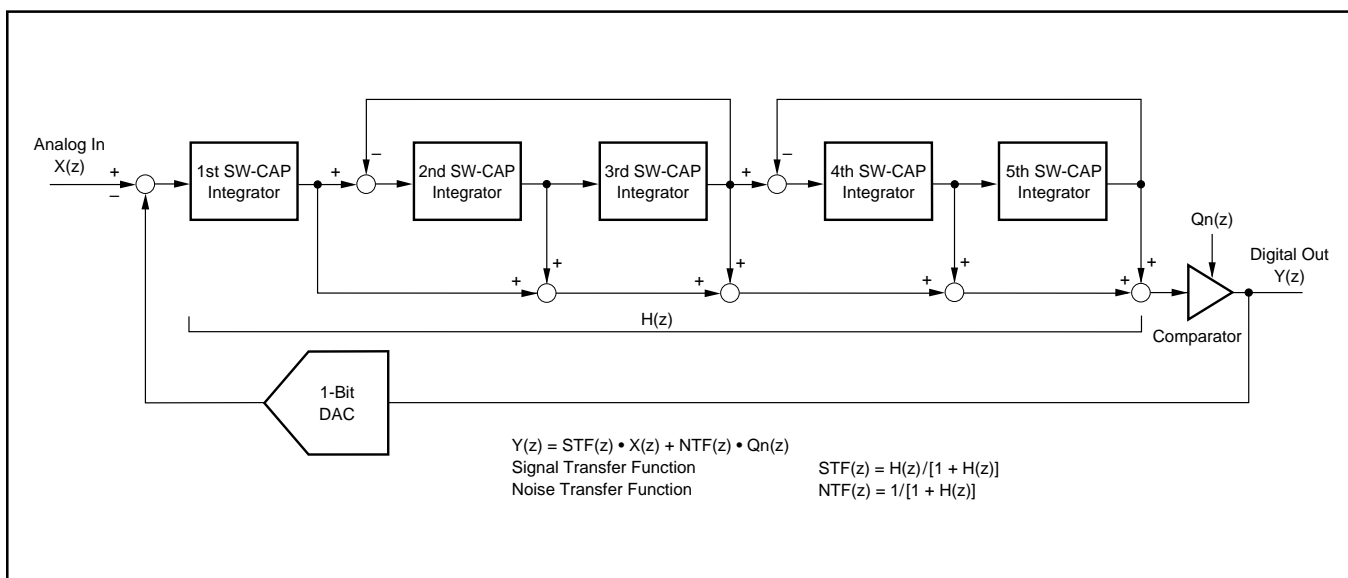 Analog In
X(z)
+
−
1st SW-CAP
Integrator
+
−
2nd SW-CAP
Integrator
3rd SW-CAP
Integrator
+
−
4th SW-CAP
Integrator
5th SW-CAP
Integrator
Qn(z)
Digital Out
Y(z)
+
+
+
+
+
+
+
+
H(z)
Comparator
1-Bit
DAC
Y(z) = STF(z) • X(z) + NTF(z) • Qn(z)
Signal Transfer Function STF(z) = H(z)/[1 + H(z)]
Noise Transfer Function NTF(z) = 1/[1 + H(z)]